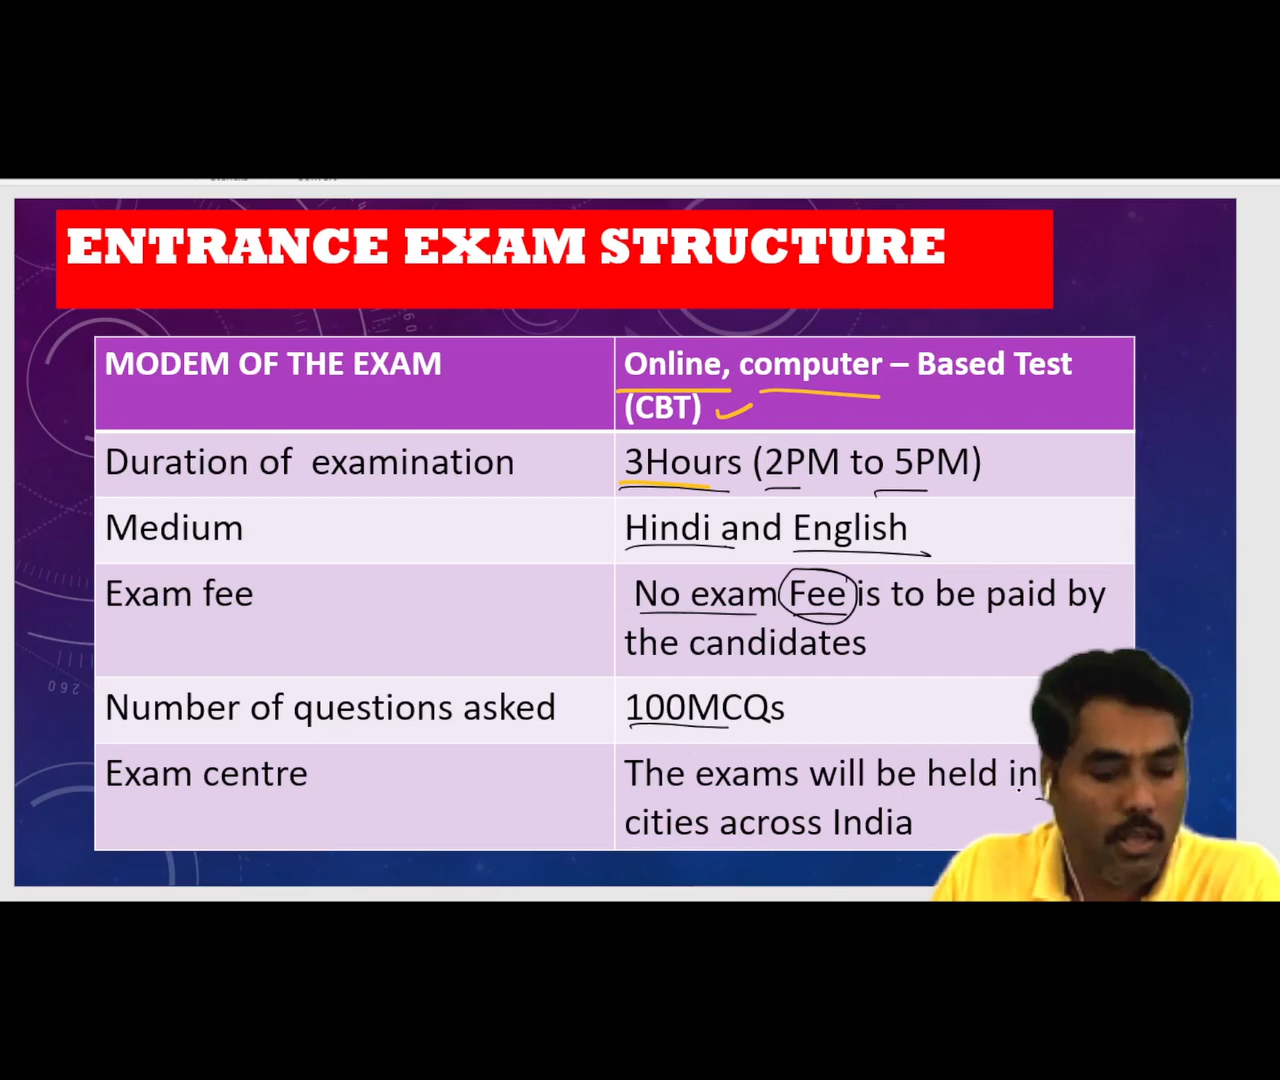 ENTRANCE EXAM STRUCTURE
MODEM OF THE EXAM
Online, computer – Based Test
(CBT)
Duration of  examination
3Hours (2PM to 5PM)
Medium
Hindi and English
Exam fee
No exam Fee is to be paid by
the candidates
Number of questions asked
100MCQs
Exam centre
The exams will be held in
cities across India
260